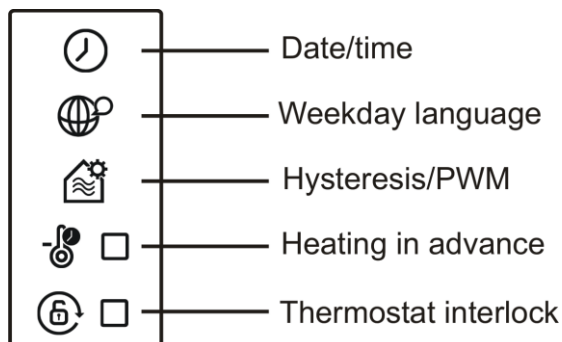 Date/time
Weekday language
Hysteresis/PWM
Heating in advance
Thermostat interlock